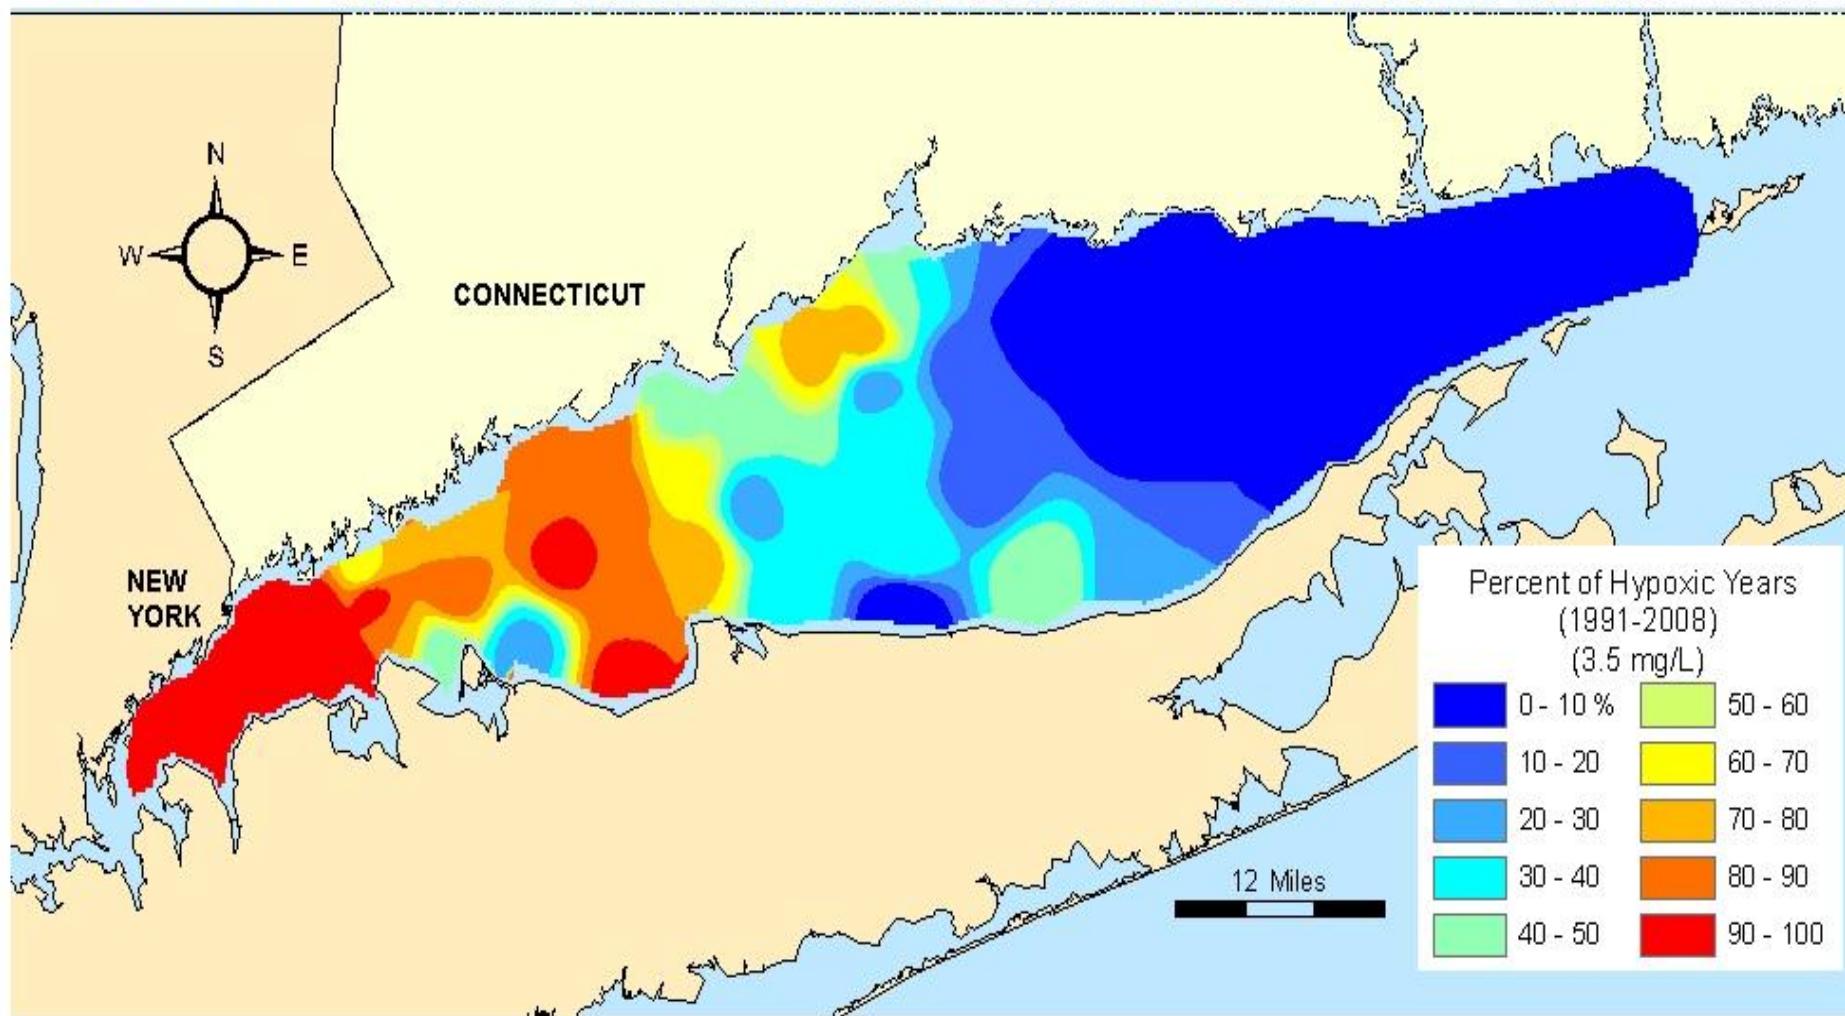 N
W E
S
CONNECTICUT
NEW
YORK
Percent of Hypoxic Years
(1991-2008)
(3.5 mg/L)
0 - 10 %
10 - 20
20 - 30
30 - 40
40 - 50
50 - 60
60 - 70
70 - 80
80 - 90
90 - 100
12 Miles